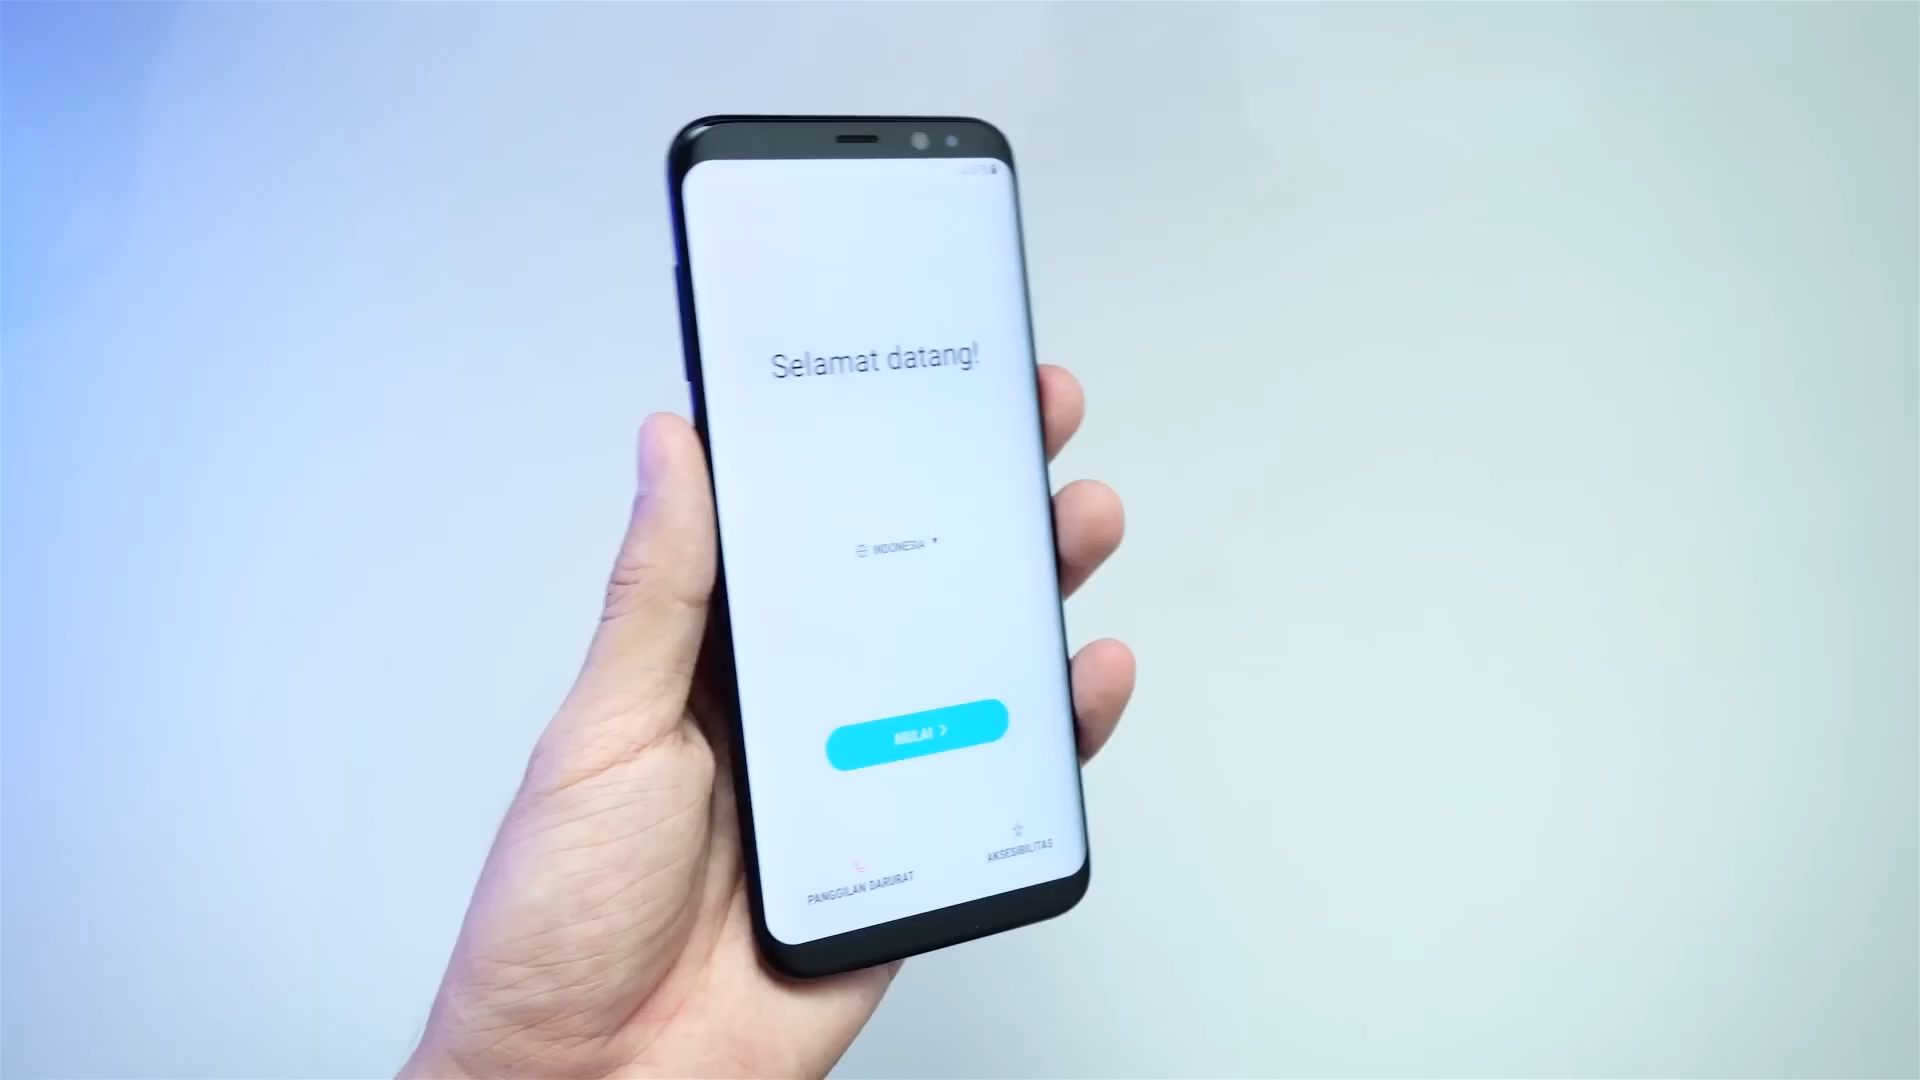 Selamat datang!
INDONESIA
MULAI >
AKSESIBILITAS
PANGGILAN DARURAT